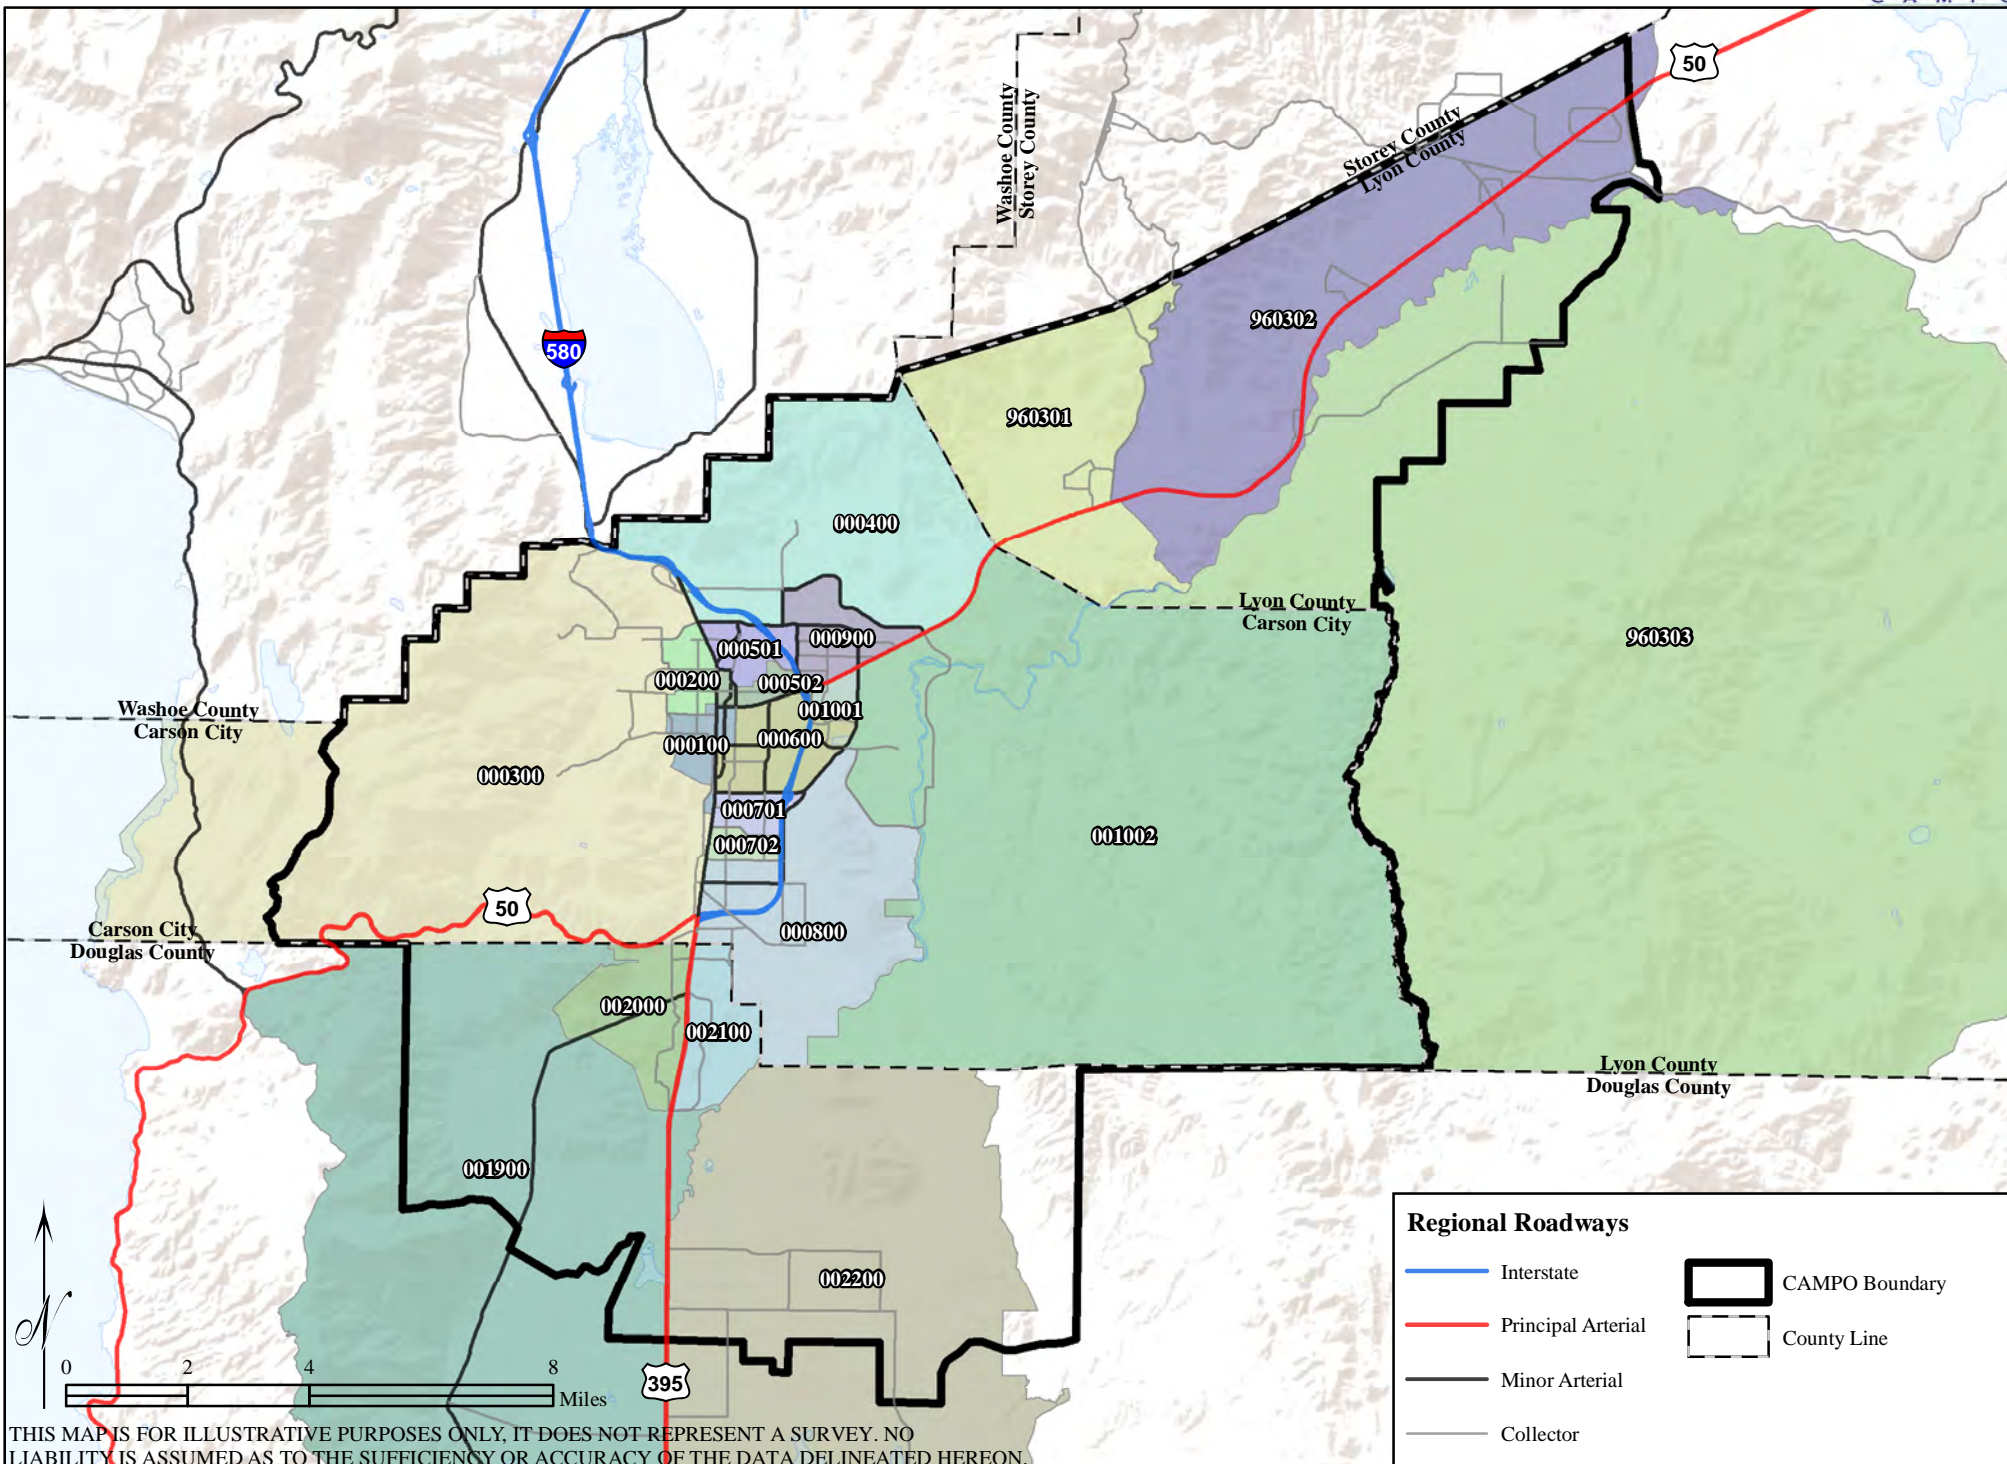 C A M P O
50
Washoe County
Storey County
Storey County
Lyon County
580
960302
960301
000400
Lyon County
Carson City
960303
000900
000501
000200
000502
Washoe County
Carson City
001001
000600
000100
000300
000701
000702
001002
50
000800
Carson City
Douglas County
002000
002100
Lyon County
Douglas County
001900
002200
Regional Roadways
Interstate
Principal Arterial
Minor Arterial
Collector
CAMPO Boundary
County Line
N
0 2 4 8
Miles
395
THIS MAP IS FOR ILLUSTRATIVE PURPOSES ONLY, IT DOES NOT REPRESENT A SURVEY. NO
LIABILITY IS ASSUMED AS TO THE SUFFICIENCY OR ACCURACY OF THE DATA DELINEATED HEREON.